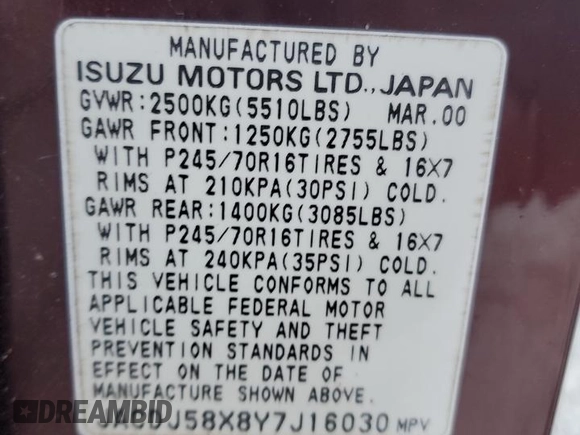 MANUFACTURED BY
ISUZU MOTORS LTD., JAPAN
GVWR:2500KG(5510LBS) MAR.00
GAWR FRONT:1250KG(2755LBS)
WITH P245/70R16TIRES & 16X7
RIMS AT 210KPA(30PSI) COLD.
GAWR REAR:1400KG(3085LBS)
WITH P245/70R16TIRES & 16X7
RIMS AT 240KPA(35PSI) COLD.
THIS VEHICLE CONFORMS TO ALL
APPLICABLE FEDERAL MOTOR
VEHICLE SAFETY AND THEFT
PREVENTION STANDARDS IN
EFFECT ON THE DATE OF
MANUFACTURE SHOWN ABOVE.
MPV